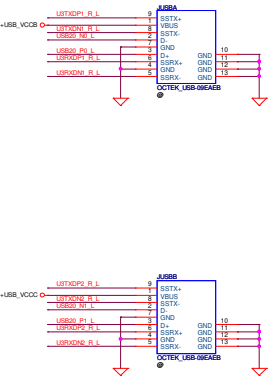 JUSBA
U3TXDP1_R_L 9 SSTX+
+USB_VCCB 1 VBUS
U3TXDN1_R_L 8 SSTX-
USB20_N0_L 2 D-
7 GND GND 10
USB20_P0_L 3 D+ GND 11
U3RXDP1_R_L 6 SSRX+ GND 12
4 GND GND 13
U3RXDN1_R_L 5 SSRX-
OCTEK_USB-09EAEB
@
JUSBB
U3TXDP2_R_L 9 SSTX+
+USB_VCCC 1 VBUS
U3TXDN2_R_L 8 SSTX-
USB20_N1_L 2 D-
7 GND GND 10
USB20_P1_L 3 D+ GND 11
U3RXDP2_R_L 6 SSRX+ GND 12
4 GND GND 13
U3RXDN2_R_L 5 SSRX-
OCTEK_USB-09EAEB
@